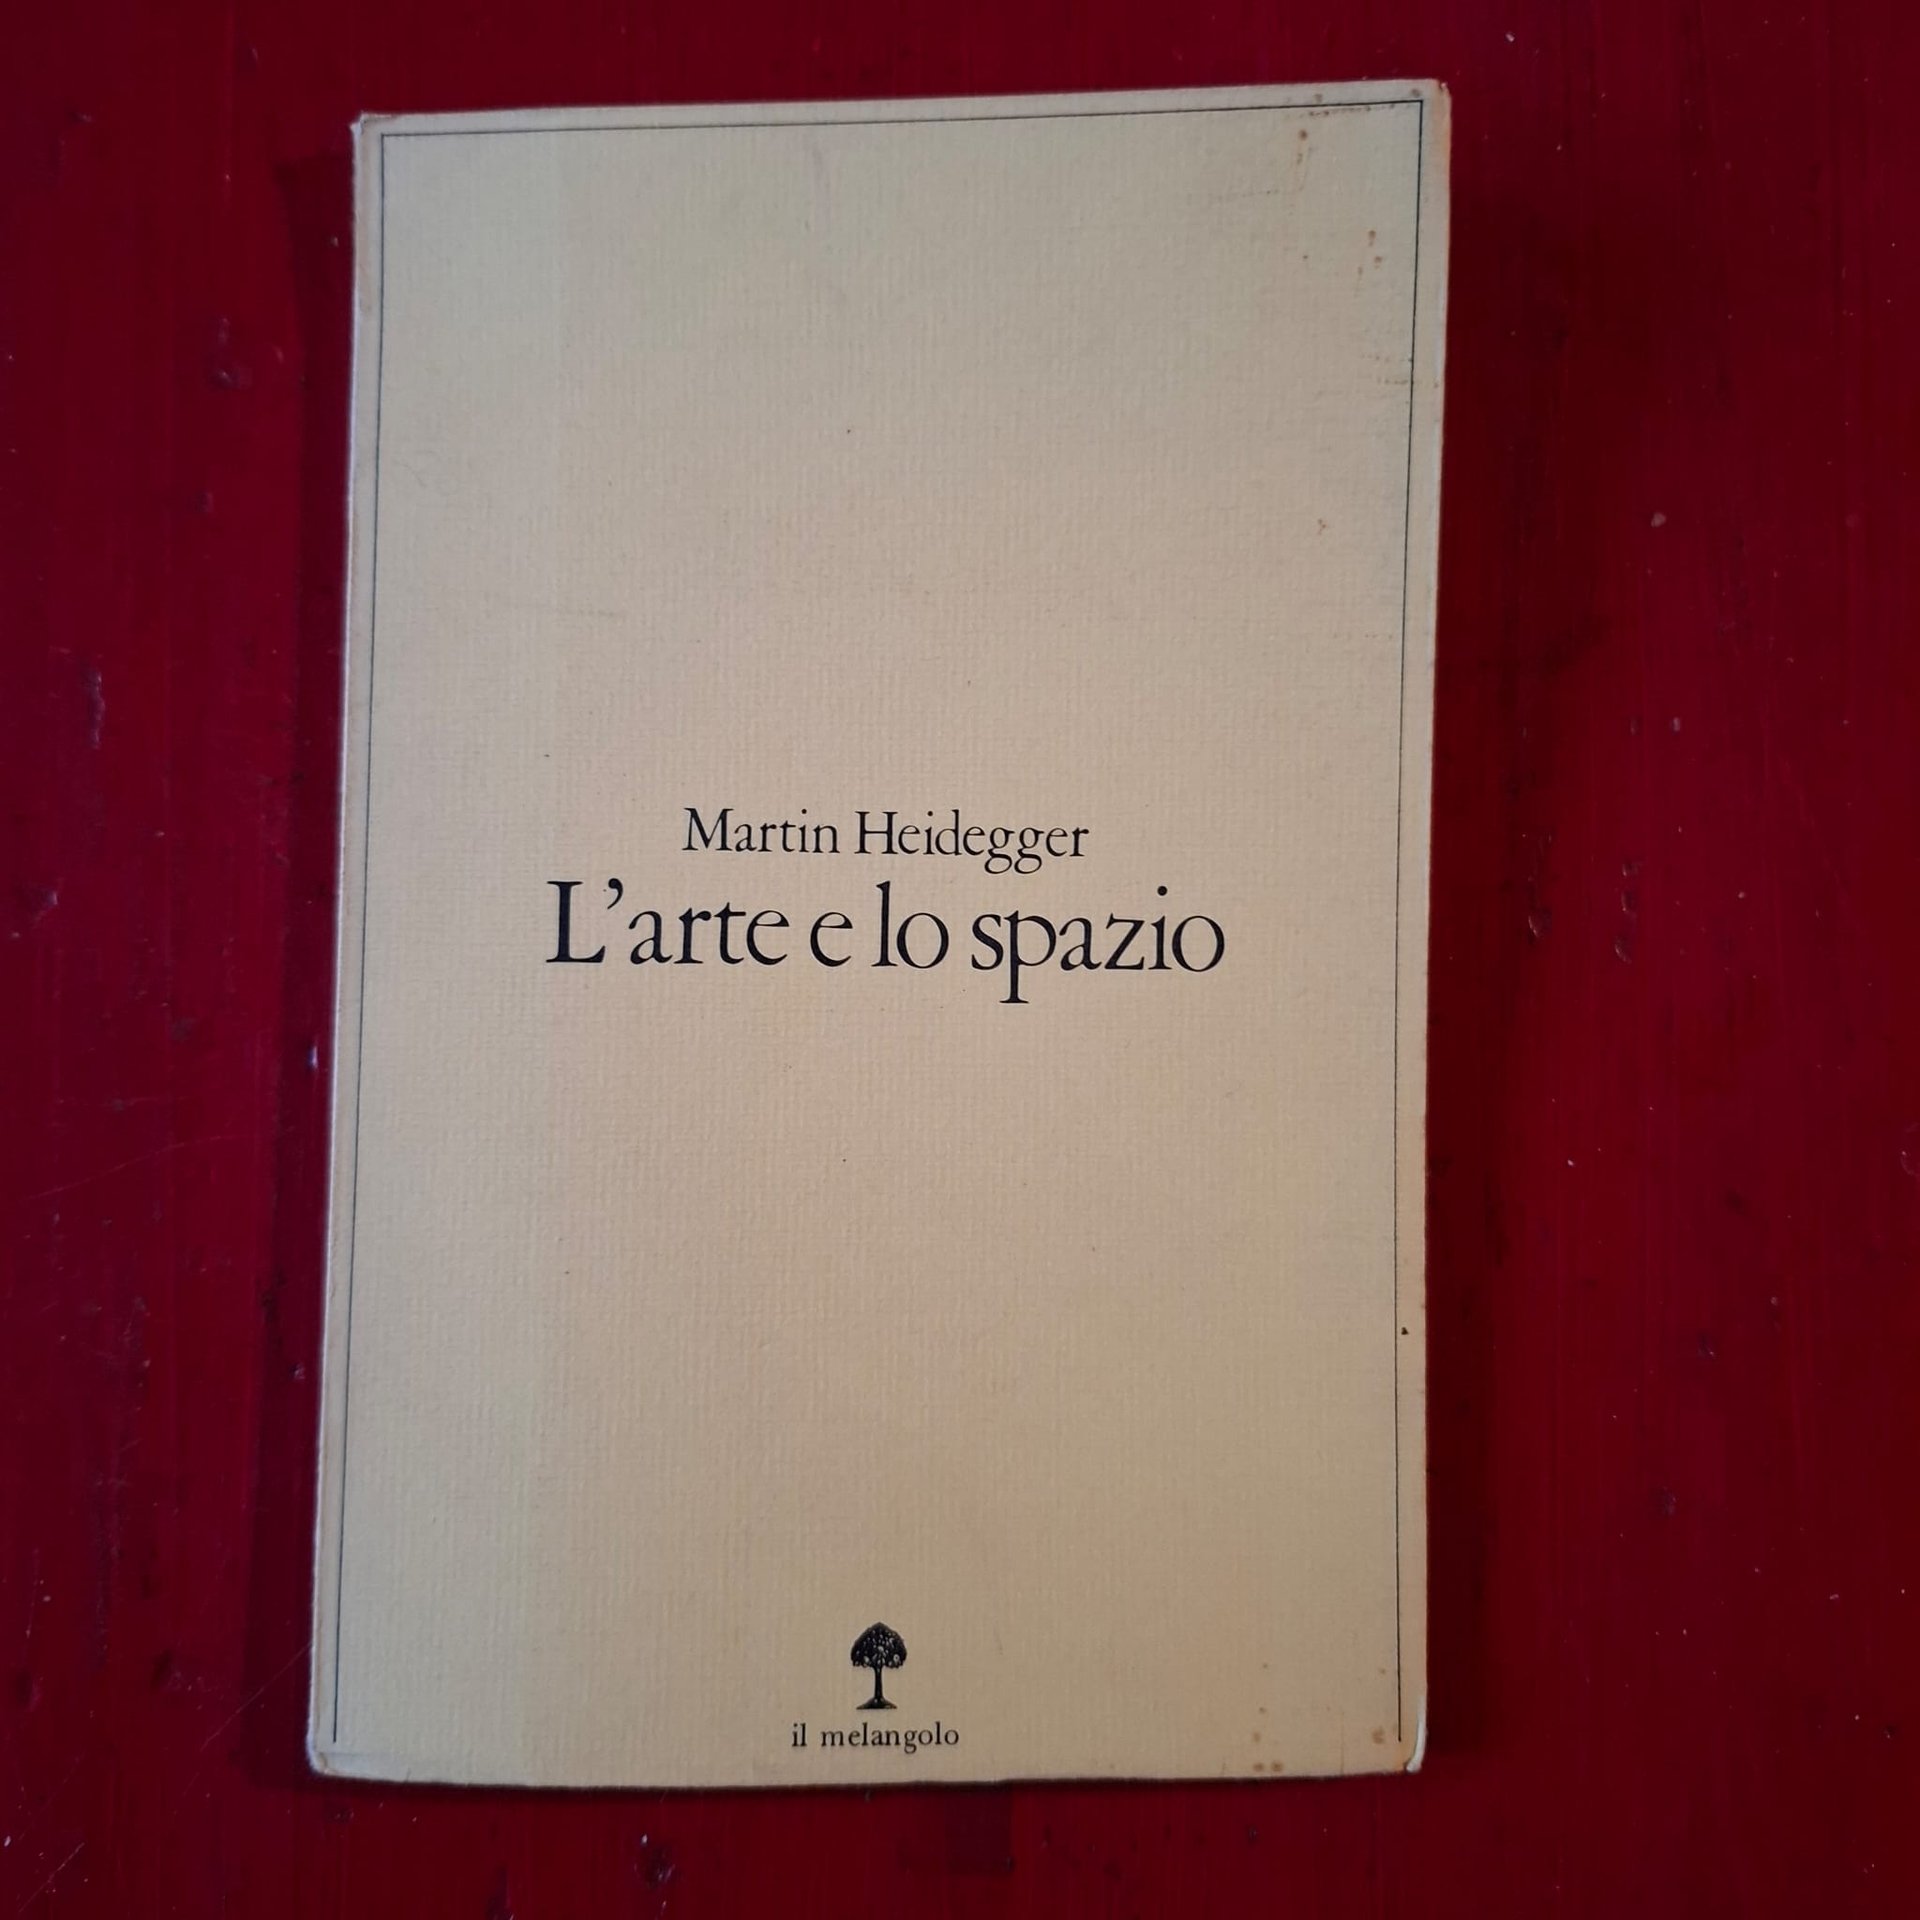 Martin Heidegger
L'arte e lo spazio
il melangolo